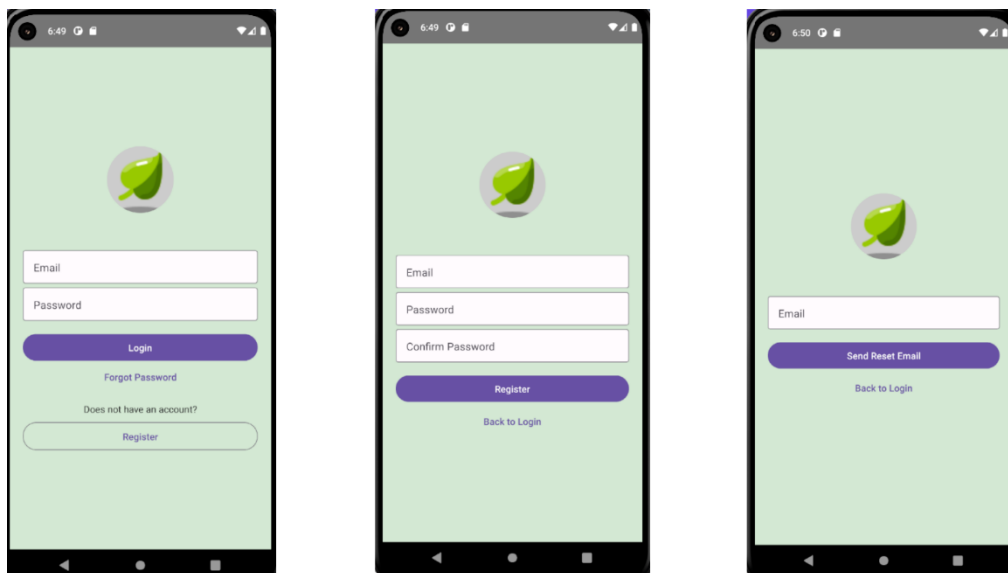 6:49
Email
Password
Login
Forgot Password
Does not have an account?
Register
6:49
Email
Password
Confirm Password
Register
Back to Login
6:50
Email
Send Reset Email
Back to Login